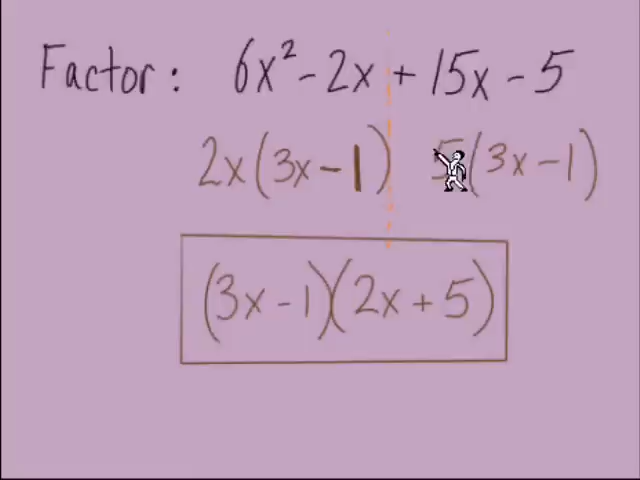 Factor: 6x² - 2x + 15x - 5
2x(3x - 1) 5(3x - 1)
(3x - 1)(2x + 5)